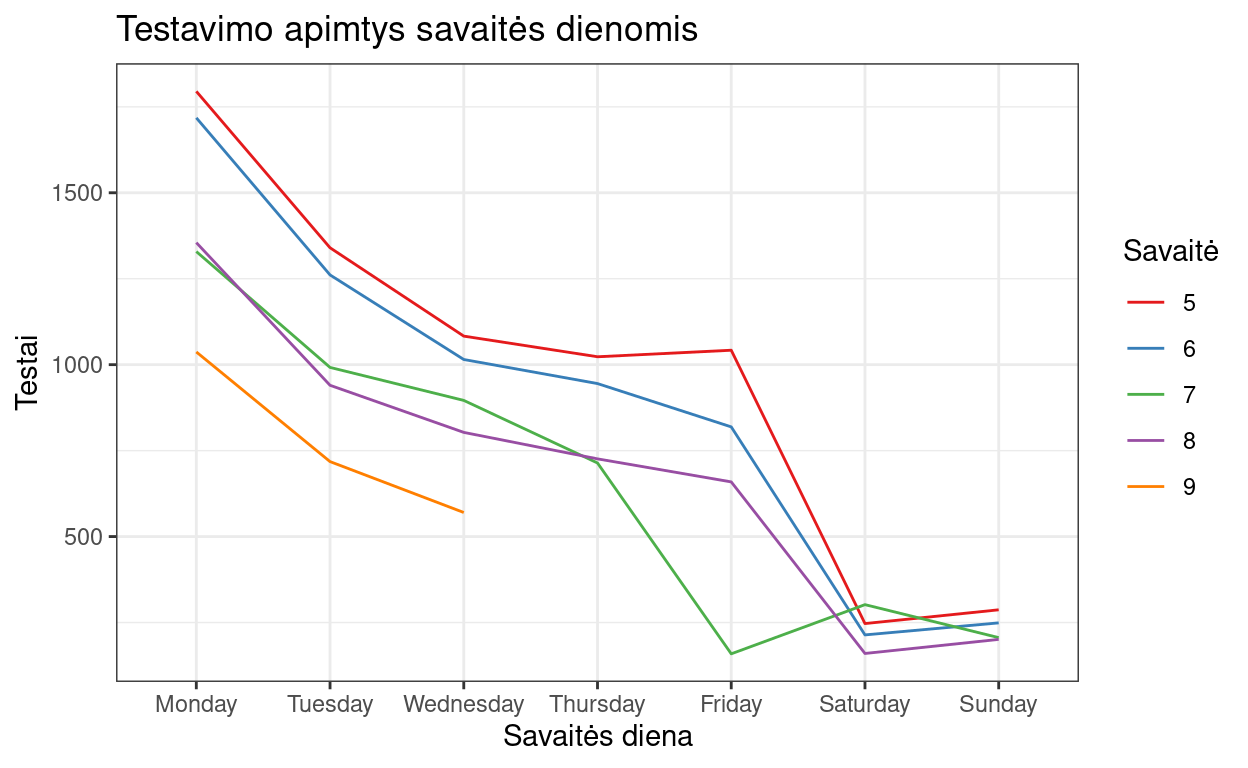 Testavimo apimtys savaitės dienomis
Testai
1500
1000
500
Monday Tuesday Wednesday Thursday Friday Saturday Sunday
Savaitės diena
Savaitė
5
6
7
8
9